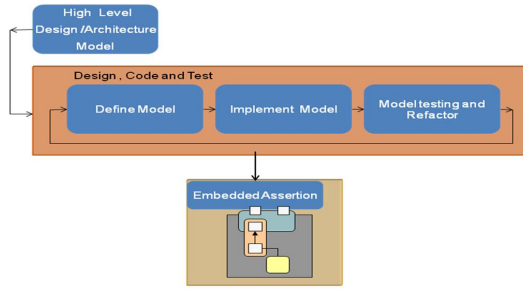 High Level
Design /Architecture
Model
Design , Code and Test
Define Model
Implement Model
Model testing and
Refactor
Embedded Assertion